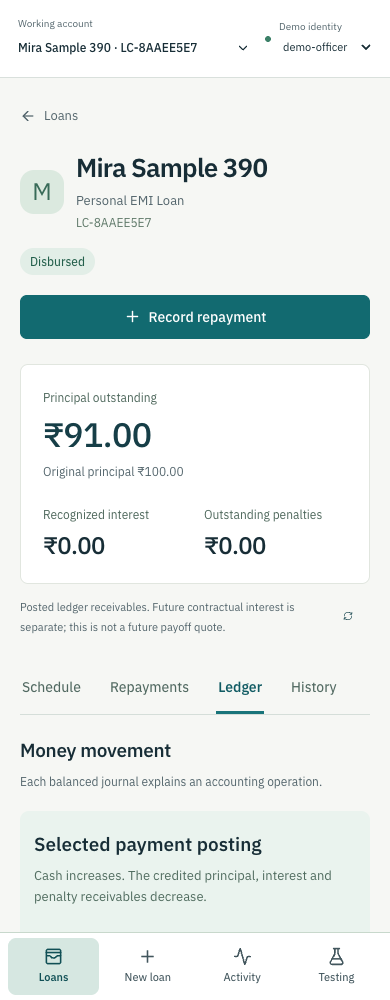 Working account
Demo identity
Mira Sample 390 · LC-8AAEE5E7
demo-officer
Loans
M
Mira Sample 390
Personal EMI Loan
LC-8AAEE5E7
Disbursed
Record repayment
Principal outstanding
₹91.00
Original principal ₹100.00
Recognized interest
Outstanding penalties
₹0.00
₹0.00
Posted ledger receivables. Future contractual interest is
separate; this is not a future payoff quote.
Schedule
Repayments
Ledger
History
Money movement
Each balanced journal explains an accounting operation.
Selected payment posting
Cash increases. The credited principal, interest and
penalty receivables decrease.
Loans
New loan
Activity
Testing